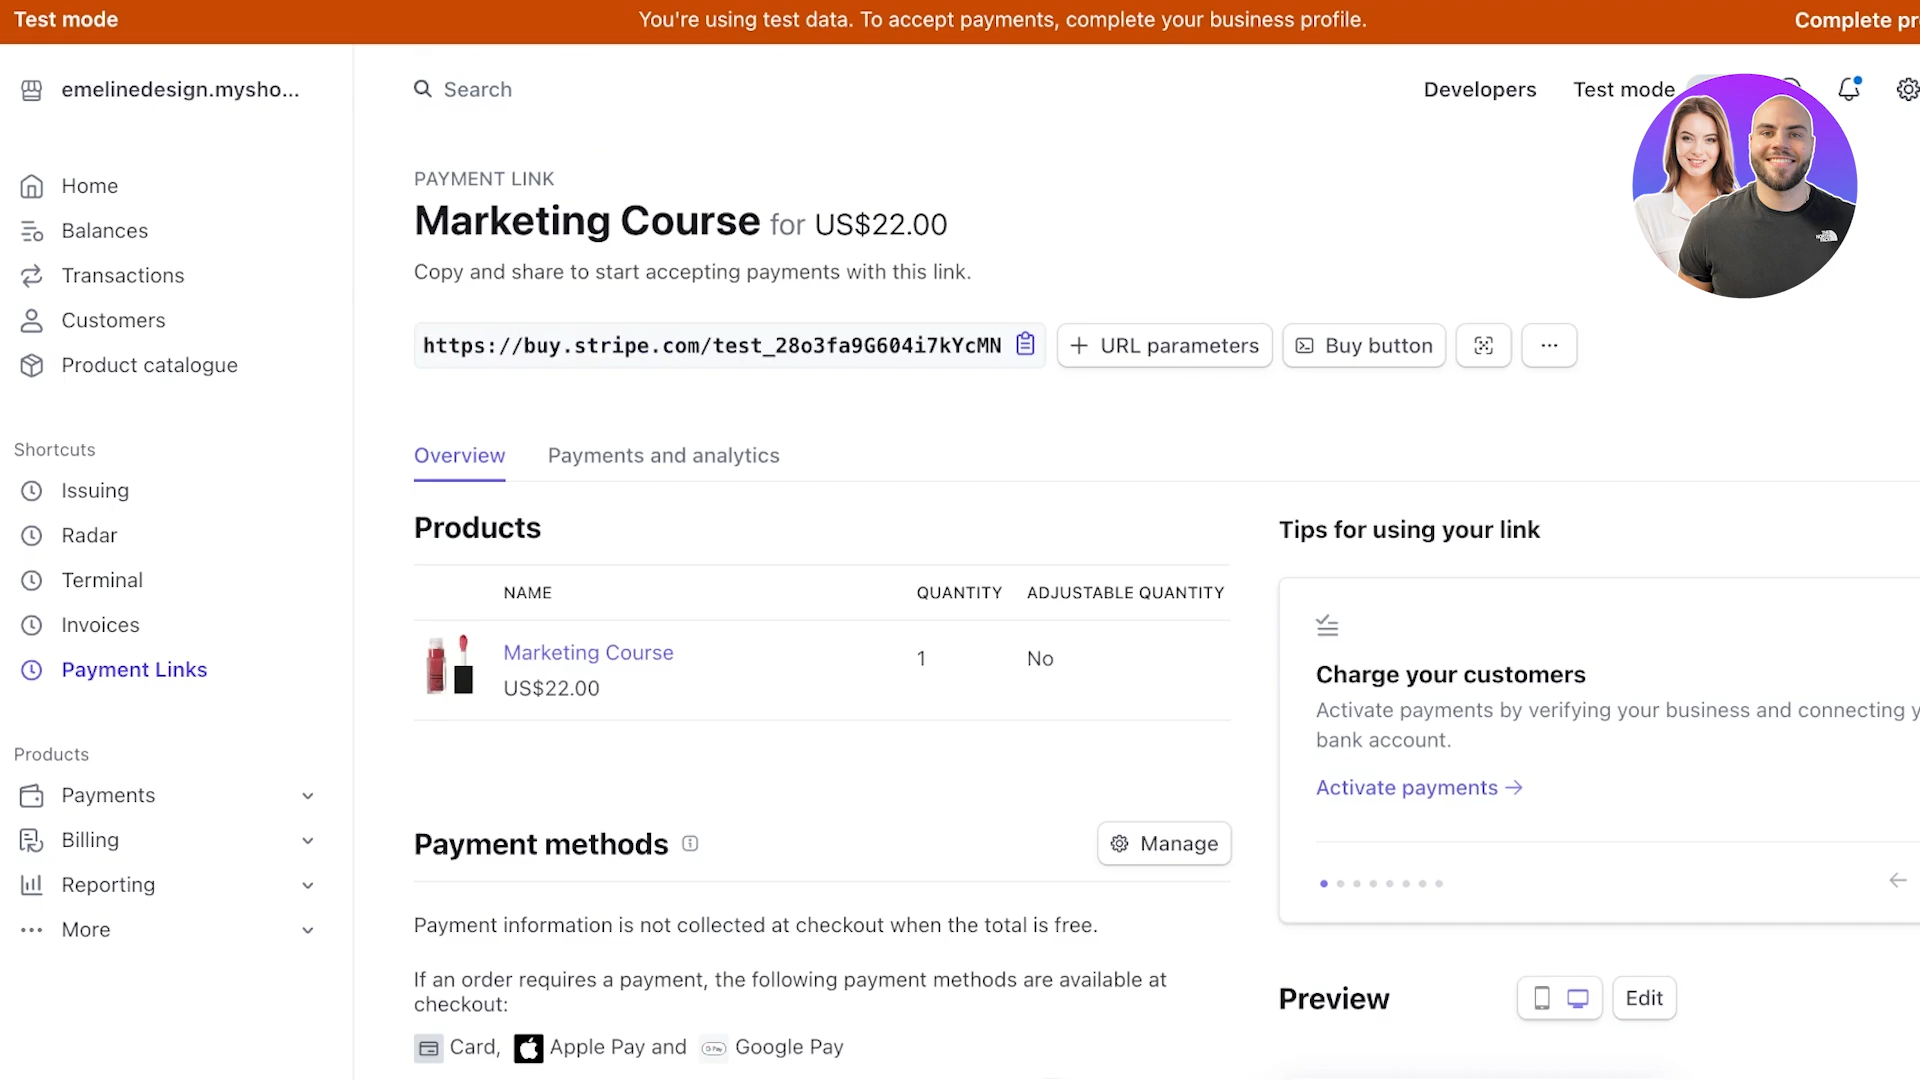 Test mode
You're using test data. To accept payments, complete your business profile.
Complete pr
emelinedesign.mysho...
Search
Developers
Test mode
Home
Balances
Transactions
Customers
Product catalogue
Shortcuts
Issuing
Radar
Terminal
Invoices
Payment Links
Products
Payments
Billing
Reporting
More
PAYMENT LINK
Marketing Course for US$22.00
Copy and share to start accepting payments with this link.
https://buy.stripe.com/test_28o3fa9G604i7kYcMN
URL parameters
Buy button
Overview
Payments and analytics
Products
NAME
QUANTITY
ADJUSTABLE QUANTITY
Marketing Course
US$22.00
1
No
Payment methods
Manage
Payment information is not collected at checkout when the total is free.
If an order requires a payment, the following payment methods are available at
checkout:
Card, Apple Pay and G Pay Google Pay
Tips for using your link
Charge your customers
Activate payments by verifying your business and connecting y
bank account.
Activate payments
Preview
Edit
THE NORTH FACE